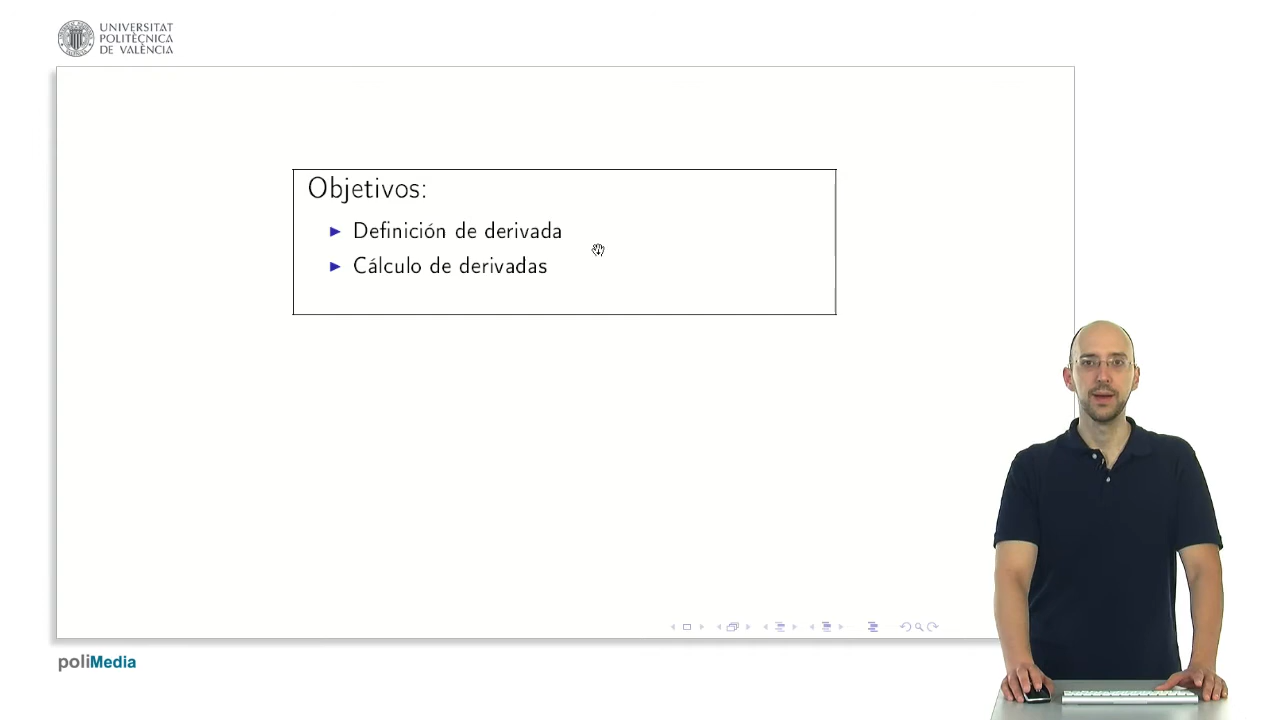 UNIVERSITAT
POLITÈCNICA
DE VALÈNCIA
Objetivos:
Definición de derivada
Cálculo de derivadas
poliMedia